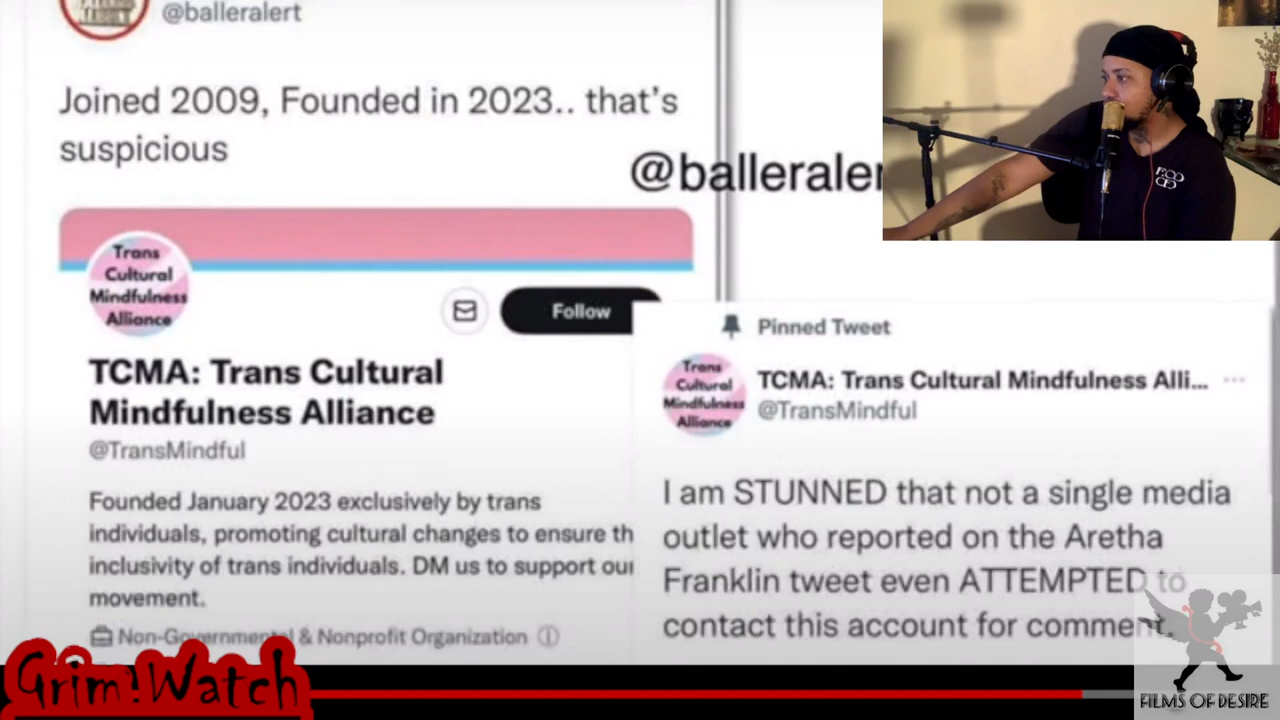 @balleralert
Joined 2009, Founded in 2023.. that's
suspicious
@balleraler
Trans
Cultural
Mindfulness
Alliance
Follow
TCMA: Trans Cultural
Mindfulness Alliance
@TransMindful
Founded January 2023 exclusively by trans
individuals, promoting cultural changes to ensure th
inclusivity of trans individuals. DM us to support our
movement.
Non-Governmental & Nonprofit Organization
Pinned Tweet
Trans
Cultural
Mindfulness
Alliance
TCMA: Trans Cultural Mindfulness Alli...
@TransMindful
I am STUNNED that not a single media
outlet who reported on the Aretha
Franklin tweet even ATTEMPTED to
contact this account for comment.
Grim!Watch
FILMS OF DESIRE